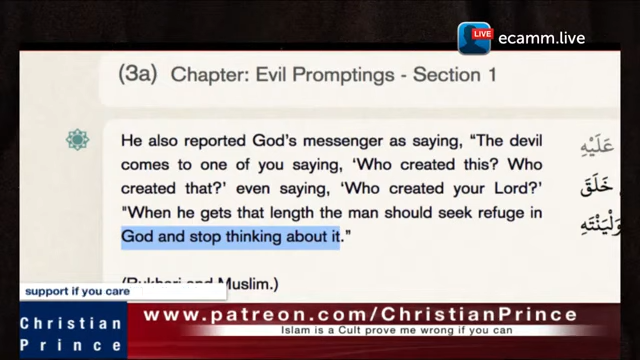 LIVE
ecamm.live
(3a) Chapter: Evil Promptings - Section 1
He also reported God's messenger as saying, "The devil
comes to one of you saying, 'Who created this? Who
created that?' even saying, 'Who created your Lord?'
"When he gets that length the man should seek refuge in
God and stop thinking about it."
عَلَيْهِ
خَلَقَ
وَلْيَنْتَهِ
(Bukhari and Muslim.)
support if you care
Christian
Prince
www.patreon.com/ChristianPrince
Islam is a Cult prove me wrong if you can